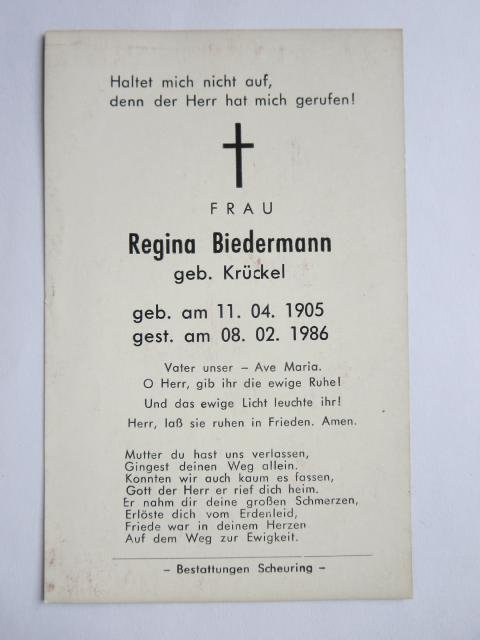 Haltet mich nicht auf,
denn der Herr hat mich gerufen!
FRAU
Regina Biedermann
geb. Krückel
geb. am 11. 04. 1905
gest. am 08. 02. 1986
Vater unser – Ave Maria.
O Herr, gib ihr die ewige Ruhe!
Und das ewige Licht leuchte ihr!
Herr, laß sie ruhen in Frieden. Amen.
Mutter du hast uns verlassen,
Gingest deinen Weg allein.
Konnten wir auch kaum es fassen,
Gott der Herr er rief dich heim.
Er nahm dir deine großen Schmerzen,
Erlöste dich vom Erdenleid,
Friede war in deinem Herzen
Auf dem Weg zur Ewigkeit.
– Bestattungen Scheuring –